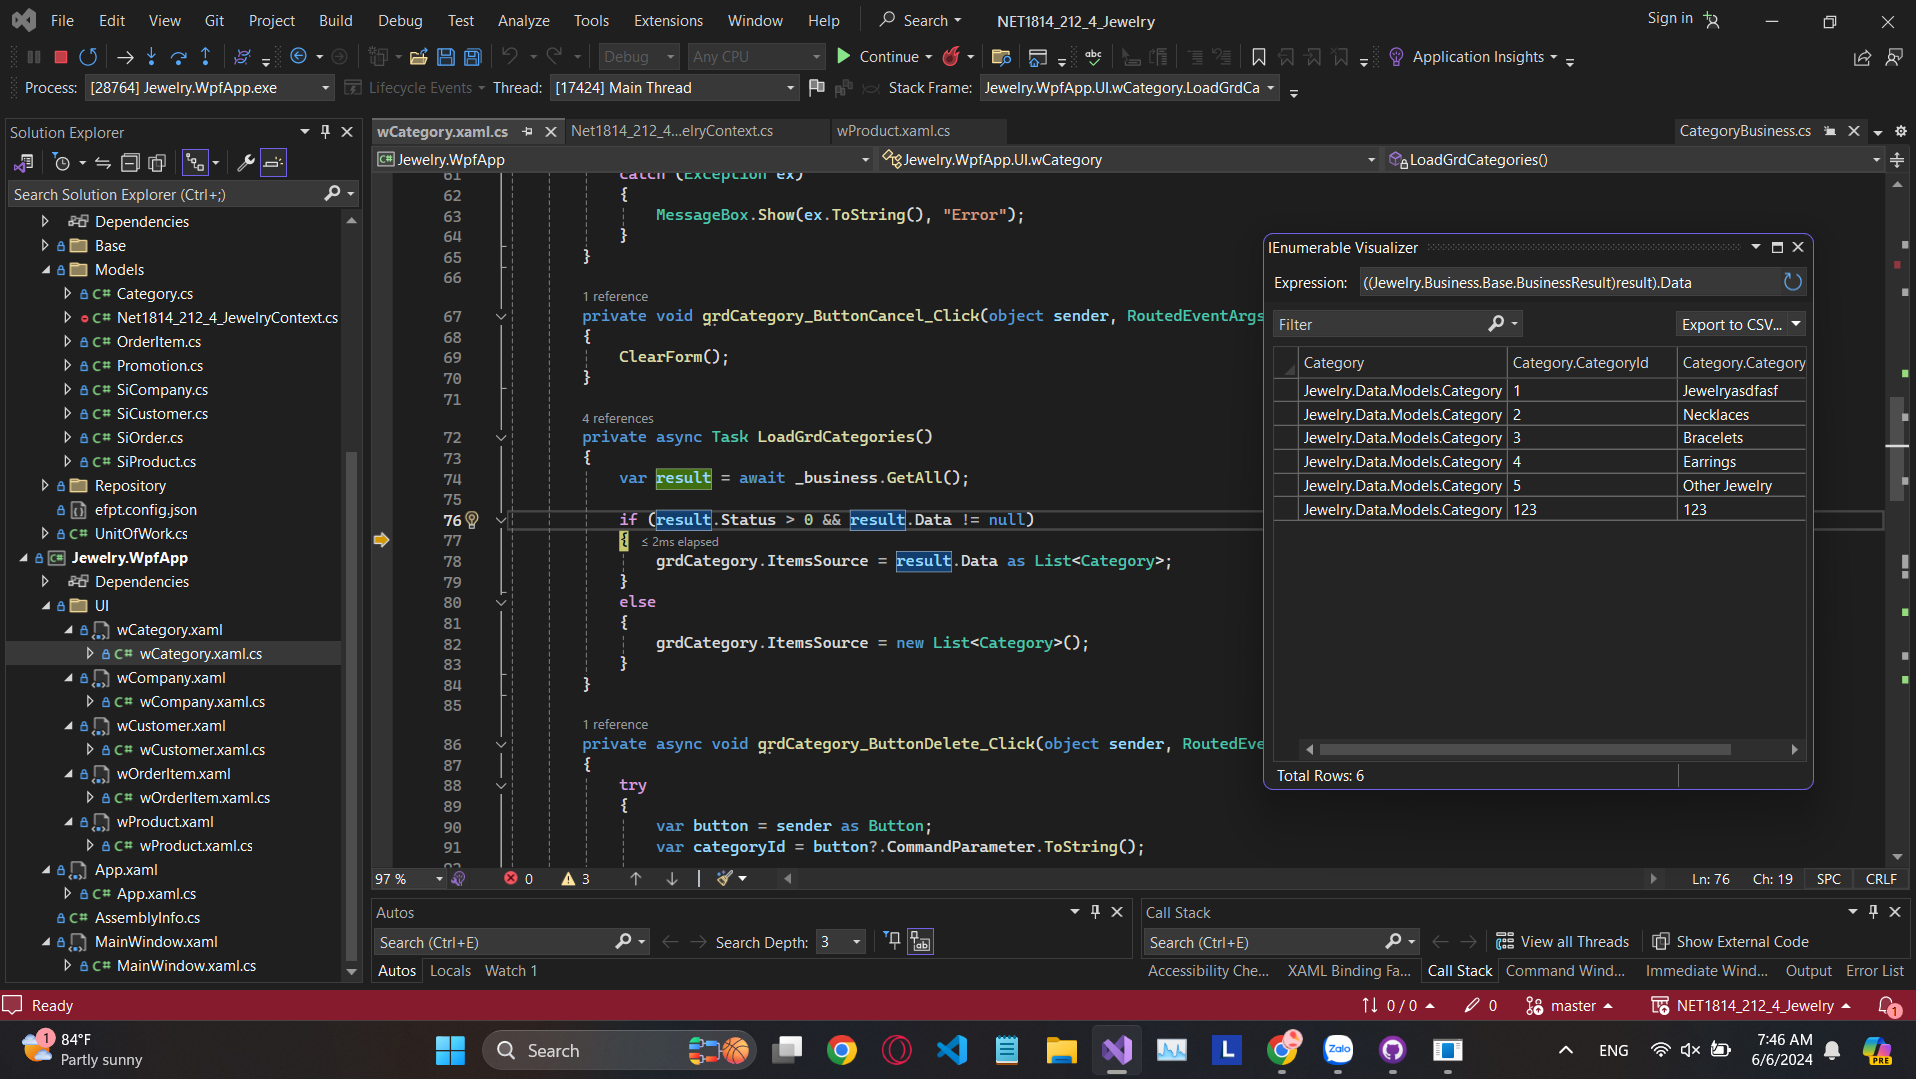 File Edit View Git Project Build Debug Test Analyze Tools Extensions Window Help Search NET1814_212_4_Jewelry Sign in
Debug Any CPU Continue abc Application Insights
Process: [28764] Jewelry.WpfApp.exe Lifecycle Events Thread: [17424] Main Thread Stack Frame: Jewelry.WpfApp.UI.wCategory.LoadGrdCa
Solution Explorer
Search Solution Explorer (Ctrl+;)
Dependencies
Base
Models
C# Category.cs
C# Net1814_212_4_JewelryContext.cs
C# OrderItem.cs
C# Promotion.cs
C# SiCompany.cs
C# SiCustomer.cs
C# SiOrder.cs
C# SiProduct.cs
Repository
efpt.config.json
C# UnitOfWork.cs
C# Jewelry.WpfApp
Dependencies
UI
wCategory.xaml
C# wCategory.xaml.cs
wCompany.xaml
C# wCompany.xaml.cs
wCustomer.xaml
C# wCustomer.xaml.cs
wOrderItem.xaml
C# wOrderItem.xaml.cs
wProduct.xaml
C# wProduct.xaml.cs
App.xaml
C# App.xaml.cs
C# AssemblyInfo.cs
MainWindow.xaml
C# MainWindow.xaml.cs
wCategory.xaml.cs Net1814_212_4...elryContext.cs wProduct.xaml.cs CategoryBusiness.cs
C# Jewelry.WpfApp Jewelry.WpfApp.UI.wCategory LoadGrdCategories()
61 catch (Exception ex)
62 {
63 MessageBox.Show(ex.ToString(), "Error");
64 }
65 }
66
1 reference
67 private void grdCategory_ButtonCancel_Click(object sender, RoutedEventArgs
68 {
69 ClearForm();
70 }
71
4 references
72 private async Task LoadGrdCategories()
73 {
74 var result = await _business.GetAll();
75
76 if (result.Status > 0 && result.Data != null)
77 { ≤ 2ms elapsed
78 grdCategory.ItemsSource = result.Data as List<Category>;
79 }
80 else
81 {
82 grdCategory.ItemsSource = new List<Category>();
83 }
84 }
85
1 reference
86 private async void grdCategory_ButtonDelete_Click(object sender, RoutedEve
87 {
88 try
89 {
90 var button = sender as Button;
91 var categoryId = button?.CommandParameter.ToString();
92
IEnumerable Visualizer
Expression: ((Jewelry.Business.Base.BusinessResult)result).Data
Filter Export to CSV...
Category Category.CategoryId Category.Category
Jewelry.Data.Models.Category 1 Jewelryasdfasf
Jewelry.Data.Models.Category 2 Necklaces
Jewelry.Data.Models.Category 3 Bracelets
Jewelry.Data.Models.Category 4 Earrings
Jewelry.Data.Models.Category 5 Other Jewelry
Jewelry.Data.Models.Category 123 123
Total Rows: 6
97 % 0 3 Ln: 76 Ch: 19 SPC CRLF
Autos
Search (Ctrl+E) Search Depth: 3 ab
Autos Locals Watch 1
Call Stack
Search (Ctrl+E) View all Threads Show External Code
Accessibility Che... XAML Binding Fa... Call Stack Command Wind... Immediate Wind... Output Error List
Ready 0 / 0 0 master NET1814_212_4_Jewelry 1
1 84°F
Partly sunny
Search
L
Zalo
ENG
7:46 AM
6/6/2024
PRE